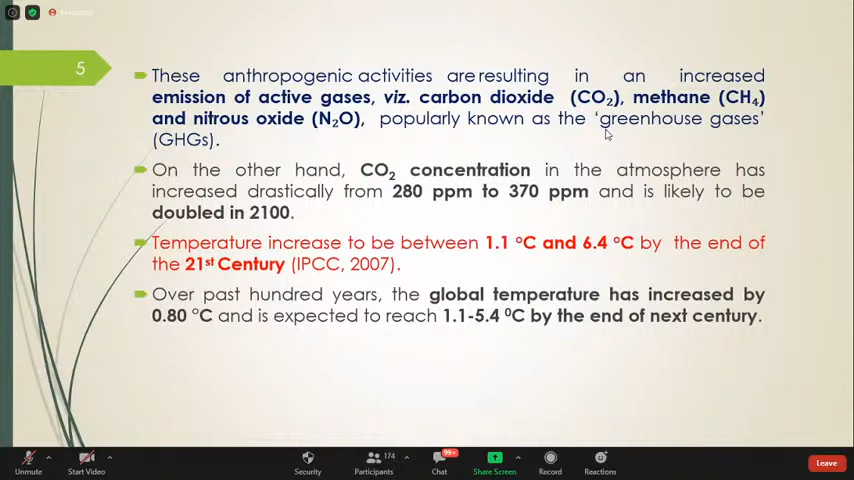 Recording
5
These anthropogenic activities are resulting in an increased
emission of active gases, viz. carbon dioxide (CO₂), methane (CH₄)
and nitrous oxide (N₂O), popularly known as the ‘greenhouse gases’
(GHGs).
On the other hand, CO₂ concentration in the atmosphere has
increased drastically from 280 ppm to 370 ppm and is likely to be
doubled in 2100.
Temperature increase to be between 1.1 °C and 6.4 °C by the end of
the 21st Century (IPCC, 2007).
Over past hundred years, the global temperature has increased by
0.80 °C and is expected to reach 1.1-5.4 ⁰C by the end of next century.
Unmute
Start Video
Security
Participants
174
Chat
99+
Share Screen
Record
Reactions
Leave